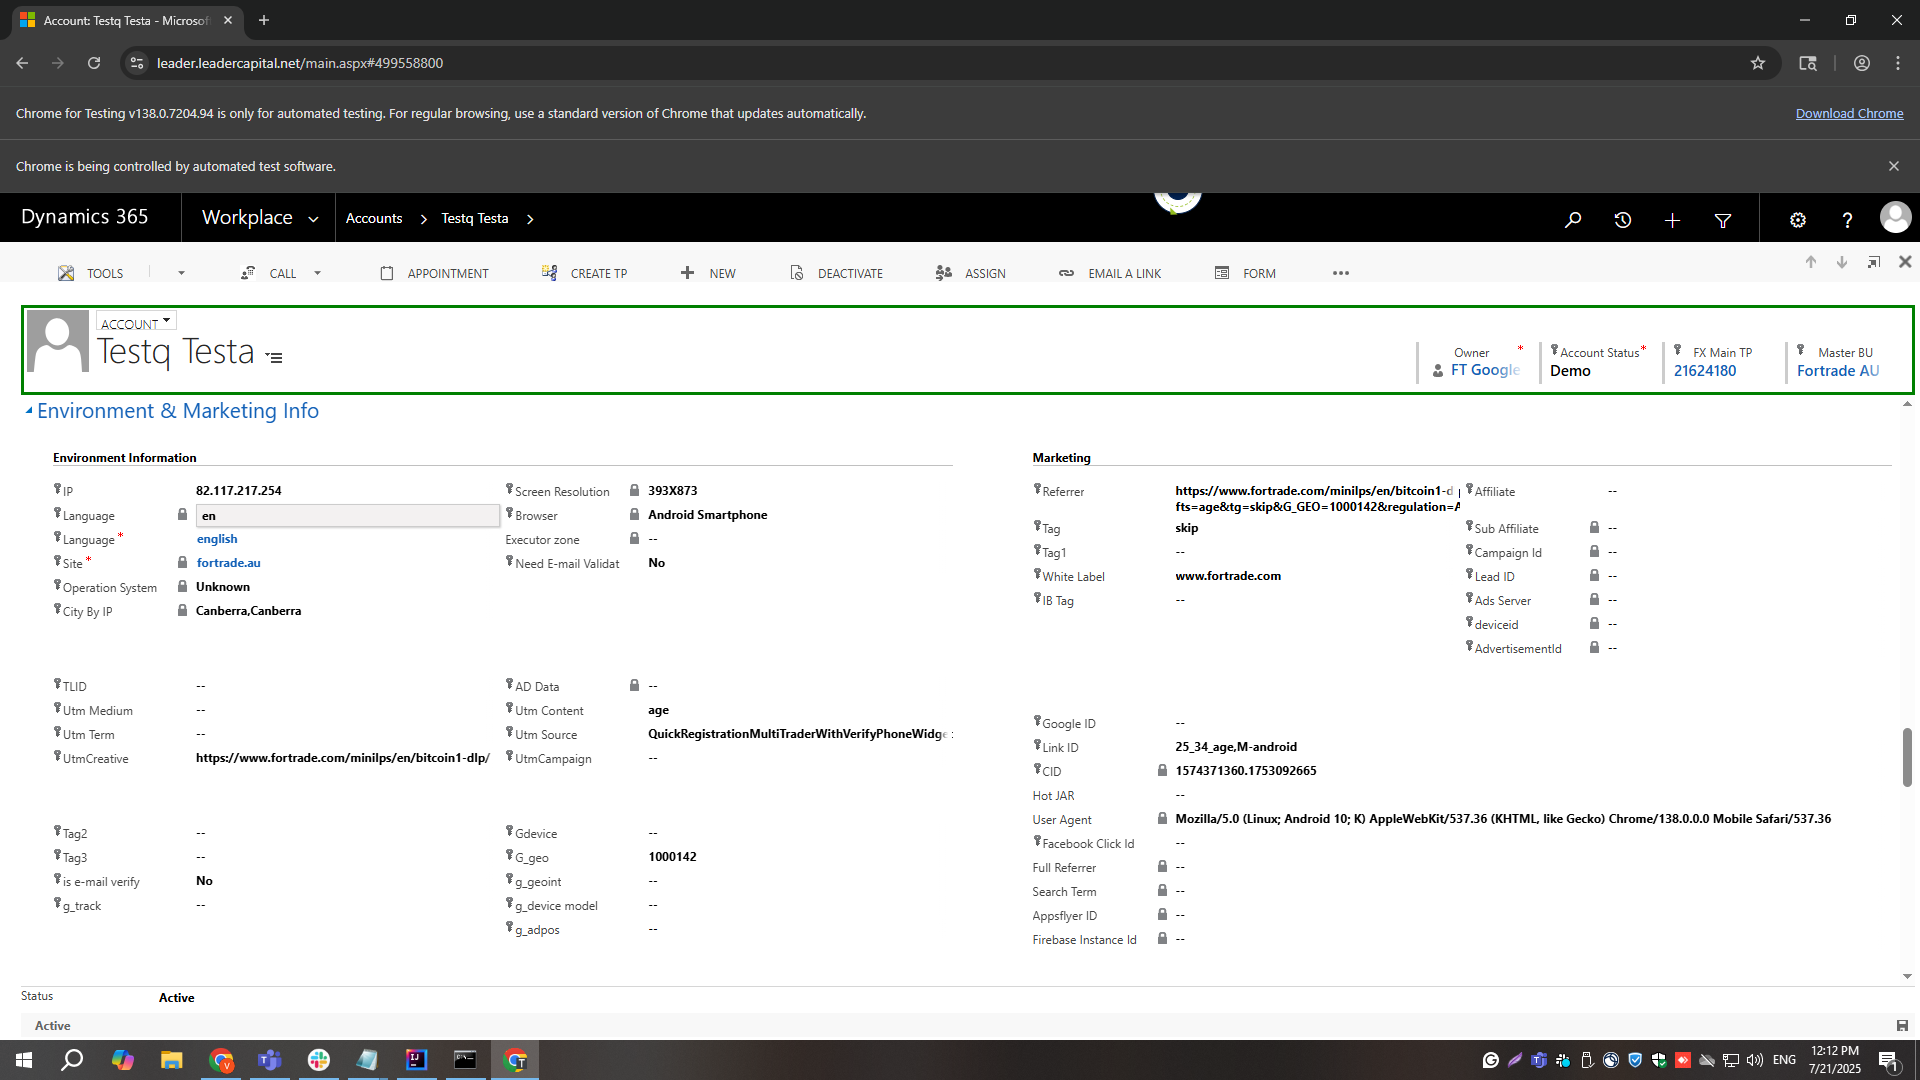 Account: Testq Testa - Microsof
leader.leadercapital.net/main.aspx#499558800
Chrome for Testing v138.0.7204.94 is only for automated testing. For regular browsing, use a standard version of Chrome that updates automatically.
Download Chrome
Chrome is being controlled by automated test software.
Dynamics 365
Workplace
Accounts
Testq Testa
TOOLS
CALL
APPOINTMENT
CREATE TP
NEW
DEACTIVATE
ASSIGN
EMAIL A LINK
FORM
ACCOUNT
Testq Testa
Owner *
FT Google
Account Status *
Demo
FX Main TP
21624180
Master BU
Fortrade AU
Environment & Marketing Info
Environment Information
IP 82.117.217.254
Language en
Language * english
Site * fortrade.au
Operation System Unknown
City By IP Canberra,Canberra
Screen Resolution 393X873
Browser Android Smartphone
Executor zone --
Need E-mail Validat No
TLID --
Utm Medium --
Utm Term --
UtmCreative https://www.fortrade.com/minilps/en/bitcoin1-dlp/
AD Data --
Utm Content age
Utm Source QuickRegistrationMultiTraderWithVerifyPhoneWidge
UtmCampaign --
Tag2 --
Tag3 --
is e-mail verify No
g_track --
Gdevice --
G_geo 1000142
g_geoint --
g_device model --
g_adpos --
Marketing
Referrer https://www.fortrade.com/minilps/en/bitcoin1-d
fts=age&tg=skip&G_GEO=1000142&regulation=A
Tag skip
Tag1 --
White Label www.fortrade.com
IB Tag --
Affiliate --
Sub Affiliate --
Campaign Id --
Lead ID --
Ads Server --
deviceid --
AdvertisementId --
Google ID --
Link ID 25_34_age,M-android
CID 1574371360.1753092665
Hot JAR --
User Agent Mozilla/5.0 (Linux; Android 10; K) AppleWebKit/537.36 (KHTML, like Gecko) Chrome/138.0.0.0 Mobile Safari/537.36
Facebook Click Id --
Full Referrer --
Search Term --
Appsflyer ID --
Firebase Instance Id --
Status Active
Active
ENG
12:12 PM
7/21/2025
1